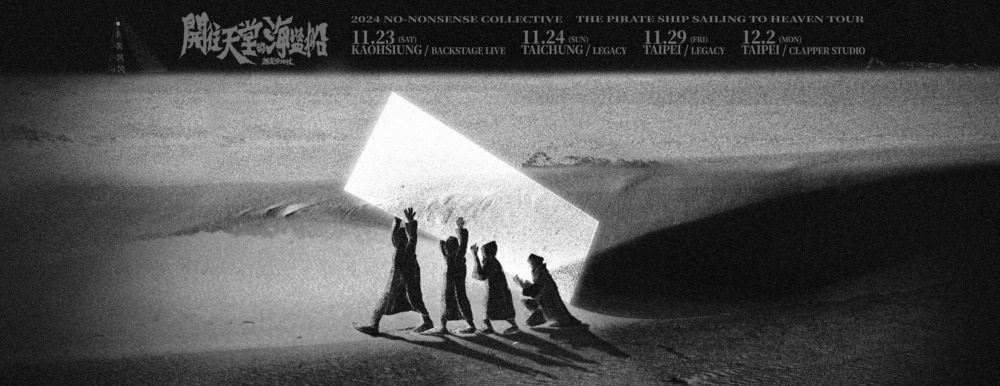 開往天堂的海盜船
2024 NO-NONSENSE COLLECTIVE THE PIRATE SHIP SAILING TO HEAVEN TOUR
11.23 (SAT)
KAOHSIUNG / BACKSTAGE LIVE
11.24 (SUN)
TAICHUNG / LEGACY
11.29 (FRI)
TAIPEI / LEGACY
12.2 (MON)
TAIPEI / CLAPPER STUDIO